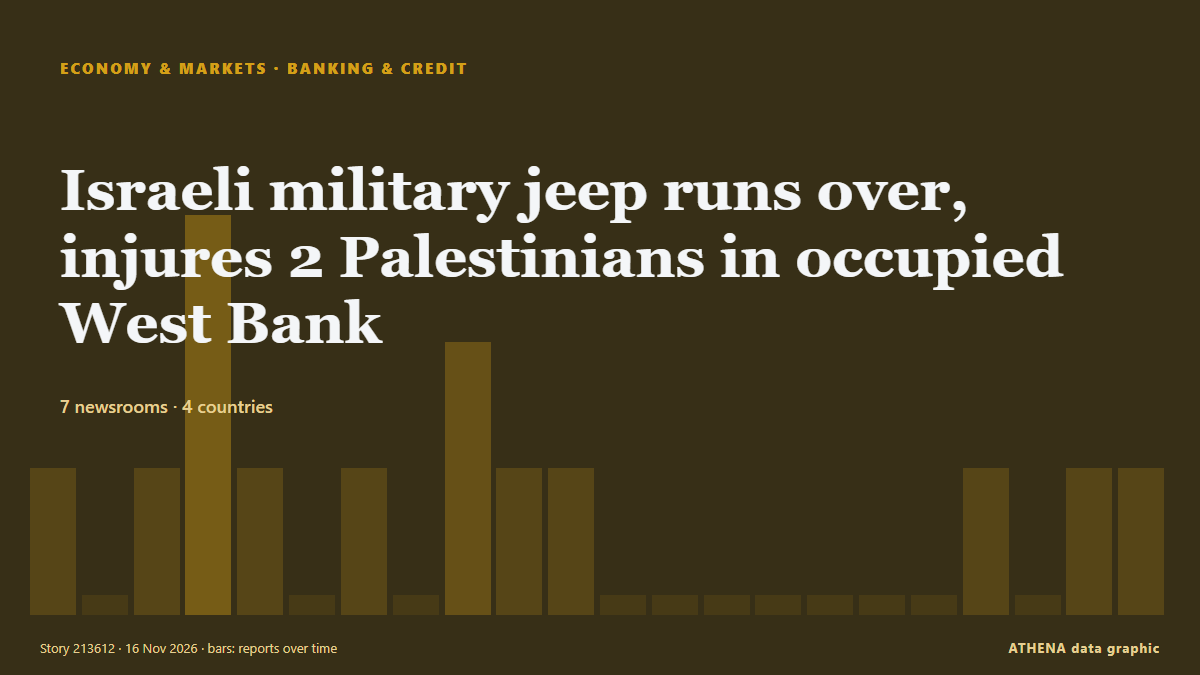 ECONOMY & MARKETS · BANKING & CREDIT
Israeli military jeep runs over,
injures 2 Palestinians in occupied
West Bank
7 newsrooms · 4 countries
Story 213612 · 16 Nov 2026 · bars: reports over time
ATHENA data graphic